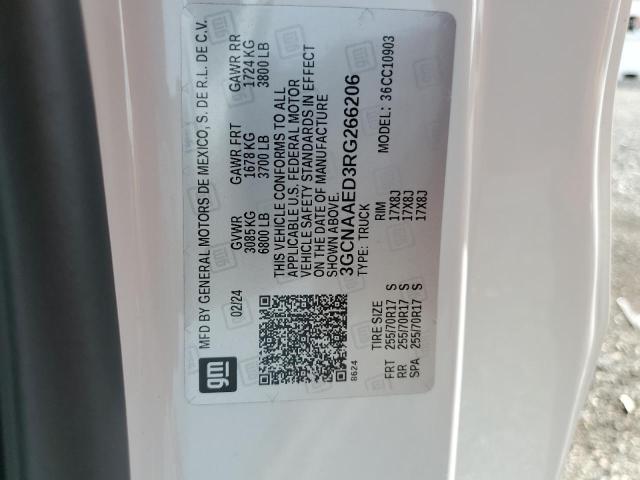 MFD BY GENERAL MOTORS DE MEXICO, S. DE R.L. DE C.V.
02/24 GVWR GAWR FRT GAWR RR
3085 KG 1678 KG 1724 KG
6800 LB 3700 LB 3800 LB
THIS VEHICLE CONFORMS TO ALL
APPLICABLE U.S. FEDERAL MOTOR
VEHICLE SAFETY STANDARDS IN EFFECT
ON THE DATE OF MANUFACTURE
SHOWN ABOVE.
3GCNAAED3RG266206
TYPE: TRUCK MODEL: 36CC10903
gm
8624
TIRE SIZE RIM
FRT 255/70R17 S 17X8J
RR 255/70R17 S 17X8J
SPA 255/70R17 S 17X8J